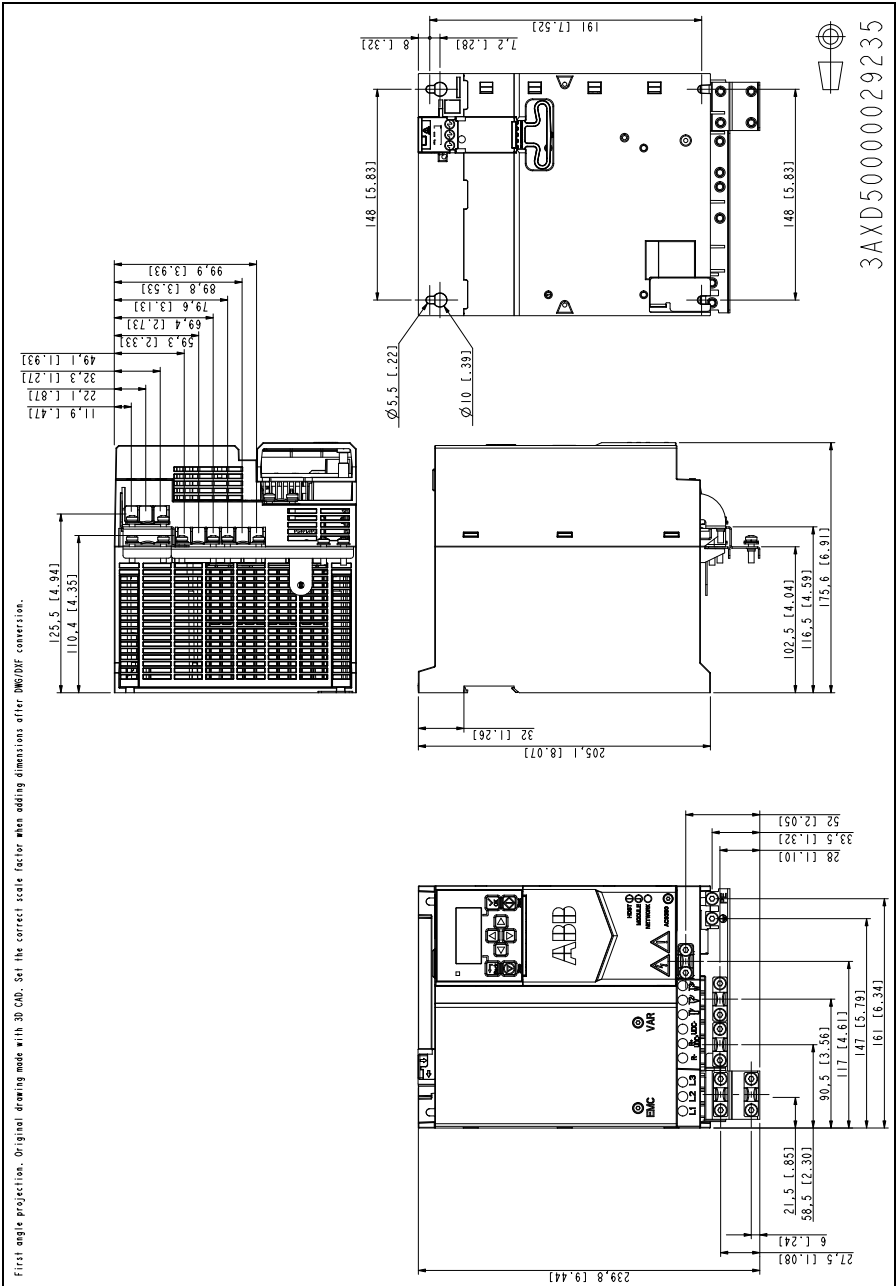 191 [7.52]
8 [.32]
7,2 [.28]
148 [5.83]
148 [5.83]
3AXD50000029235
Ø5,5 [.22]
Ø10 [.39]
99,9 [3.93]
89,8 [3.53]
79,6 [3.13]
69,4 [2.73]
59,3 [2.33]
49,1 [1.93]
32,3 [1.27]
22,1 [.87]
11,9 [.47]
125,5 [4.94]
110,4 [4.35]
102,5 [4.04]
116,5 [4.59]
175,6 [6.91]
32 [1.26]
205,1 [8.07]
52 [2.05]
33,5 [1.32]
28 [1.10]
ABB
HOST
MODULE
NETWORK
EMC
VAR
L1 L2 L3
R-
UDC-
90,5 [3.56]
117 [4.61]
147 [5.79]
161 [6.34]
21,5 [.85]
58,5 [2.30]
6 [.24]
27,5 [1.08]
239,8 [9.44]
First angle projection. Original drawing made with 3D CAD. Set the correct scale factor when adding dimensions after DWG/DXF conversion.